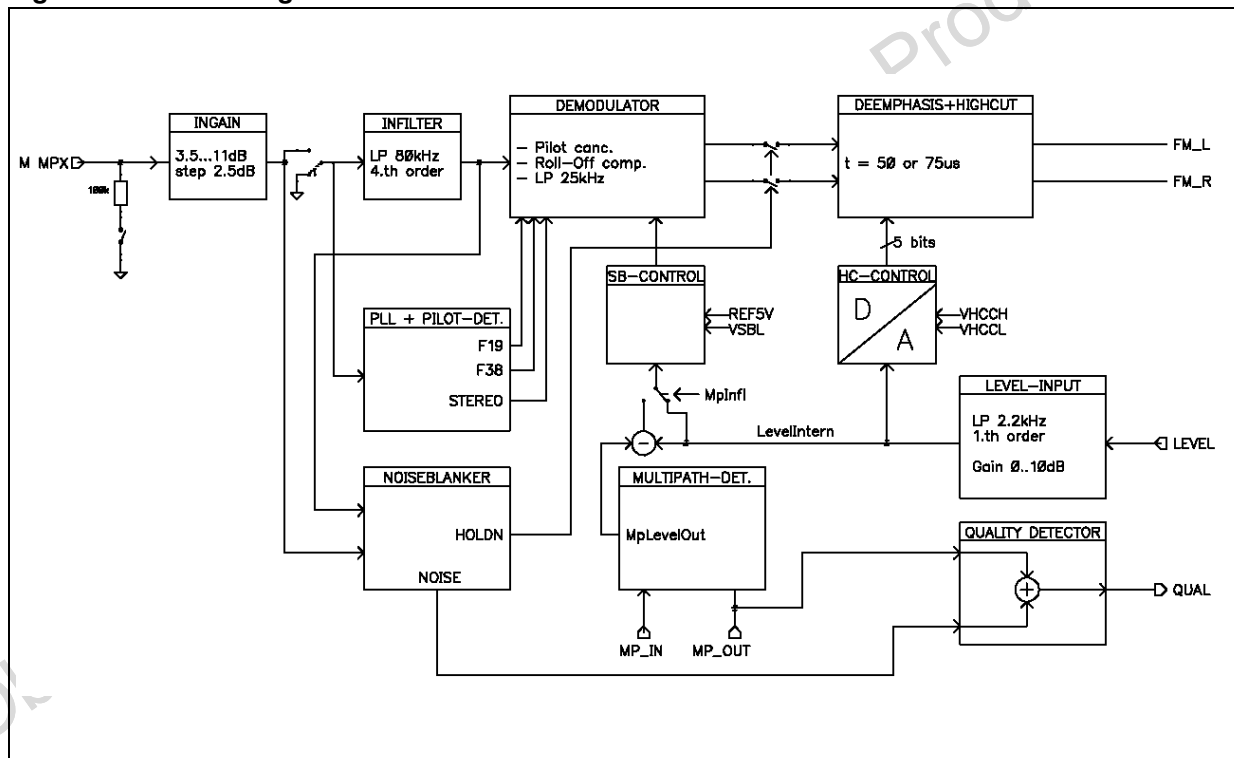 DEMODULATOR
DEEMPHASIS+HIGHCUT
INGAIN
INFILTER
3.5...11dB
step 2.5dB
LP 80kHz
4.th order
– Pilot canc.
– Roll-Off comp.
– LP 25kHz
t = 50 or 75us
M MPX
FM_L
FM_R
100k
5 bits
SB-CONTROL
HC-CONTROL
D
A
REF5V
VSBL
VHCCH
VHCCL
PLL + PILOT-DET.
F19
F38
STEREO
MpInfl
LEVEL-INPUT
LP 2.2kHz
1.th order
Gain 0..10dB
LevelIntern
LEVEL
–
NOISEBLANKER
HOLDN
NOISE
MULTIPATH-DET.
MpLevelOut
QUALITY DETECTOR
+
QUAL
MP_IN
MP_OUT